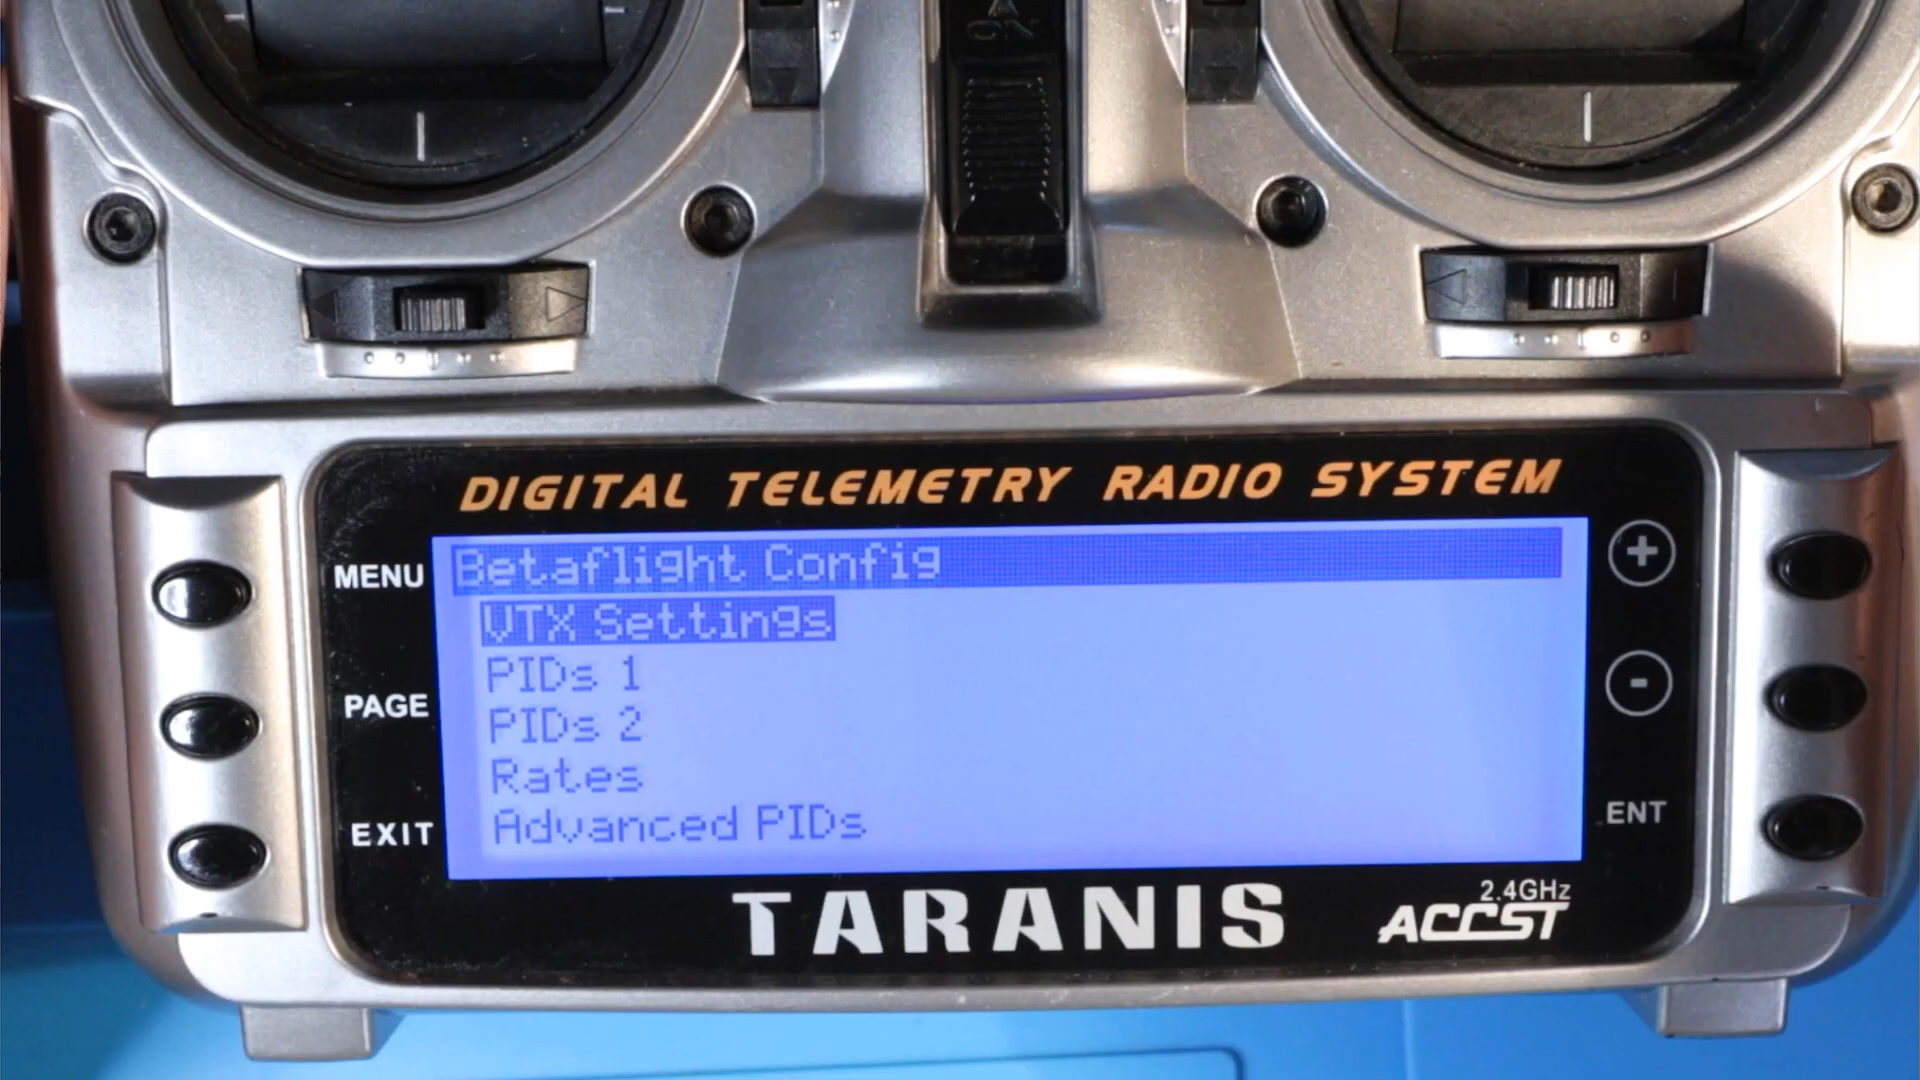 ON
DIGITAL TELEMETRY RADIO SYSTEM
MENU
PAGE
EXIT
Betaflight Config
VTX Settings
PIDs 1
PIDs 2
Rates
Advanced PIDs
+
-
ENT
TARANIS
2.4GHz
ACCST